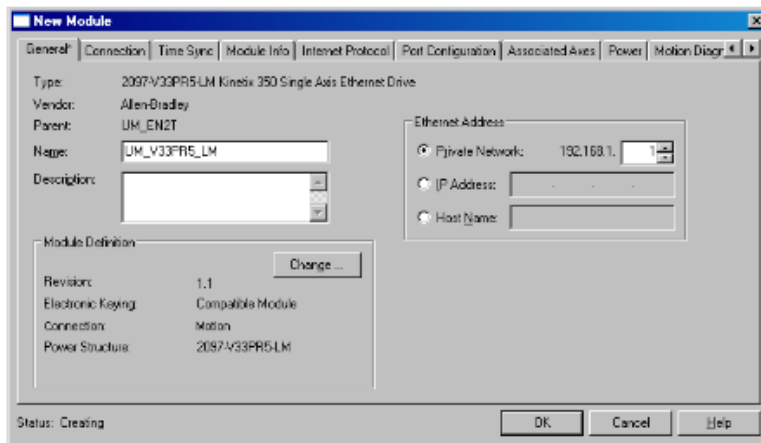 New Module
General* Connection Time Sync Module Info Internet Protocol Port Configuration Associated Axes Power Motion Diagr
Type: 2097-V33PR5-LM Kinetix 350 Single Axis Ethernet Drive
Vendor: Allen-Bradley
Parent: UM_EN2T
Name: UM_V33PR5_LM
Description:
Ethernet Address
Private Network: 192.168.1. 1
IP Address: . . .
Host Name:
Module Definition
Change ...
Revision: 1.1
Electronic Keying: Compatible Module
Connection: Motion
Power Structure: 2097-V33PR5-LM
Status: Creating
OK Cancel Help